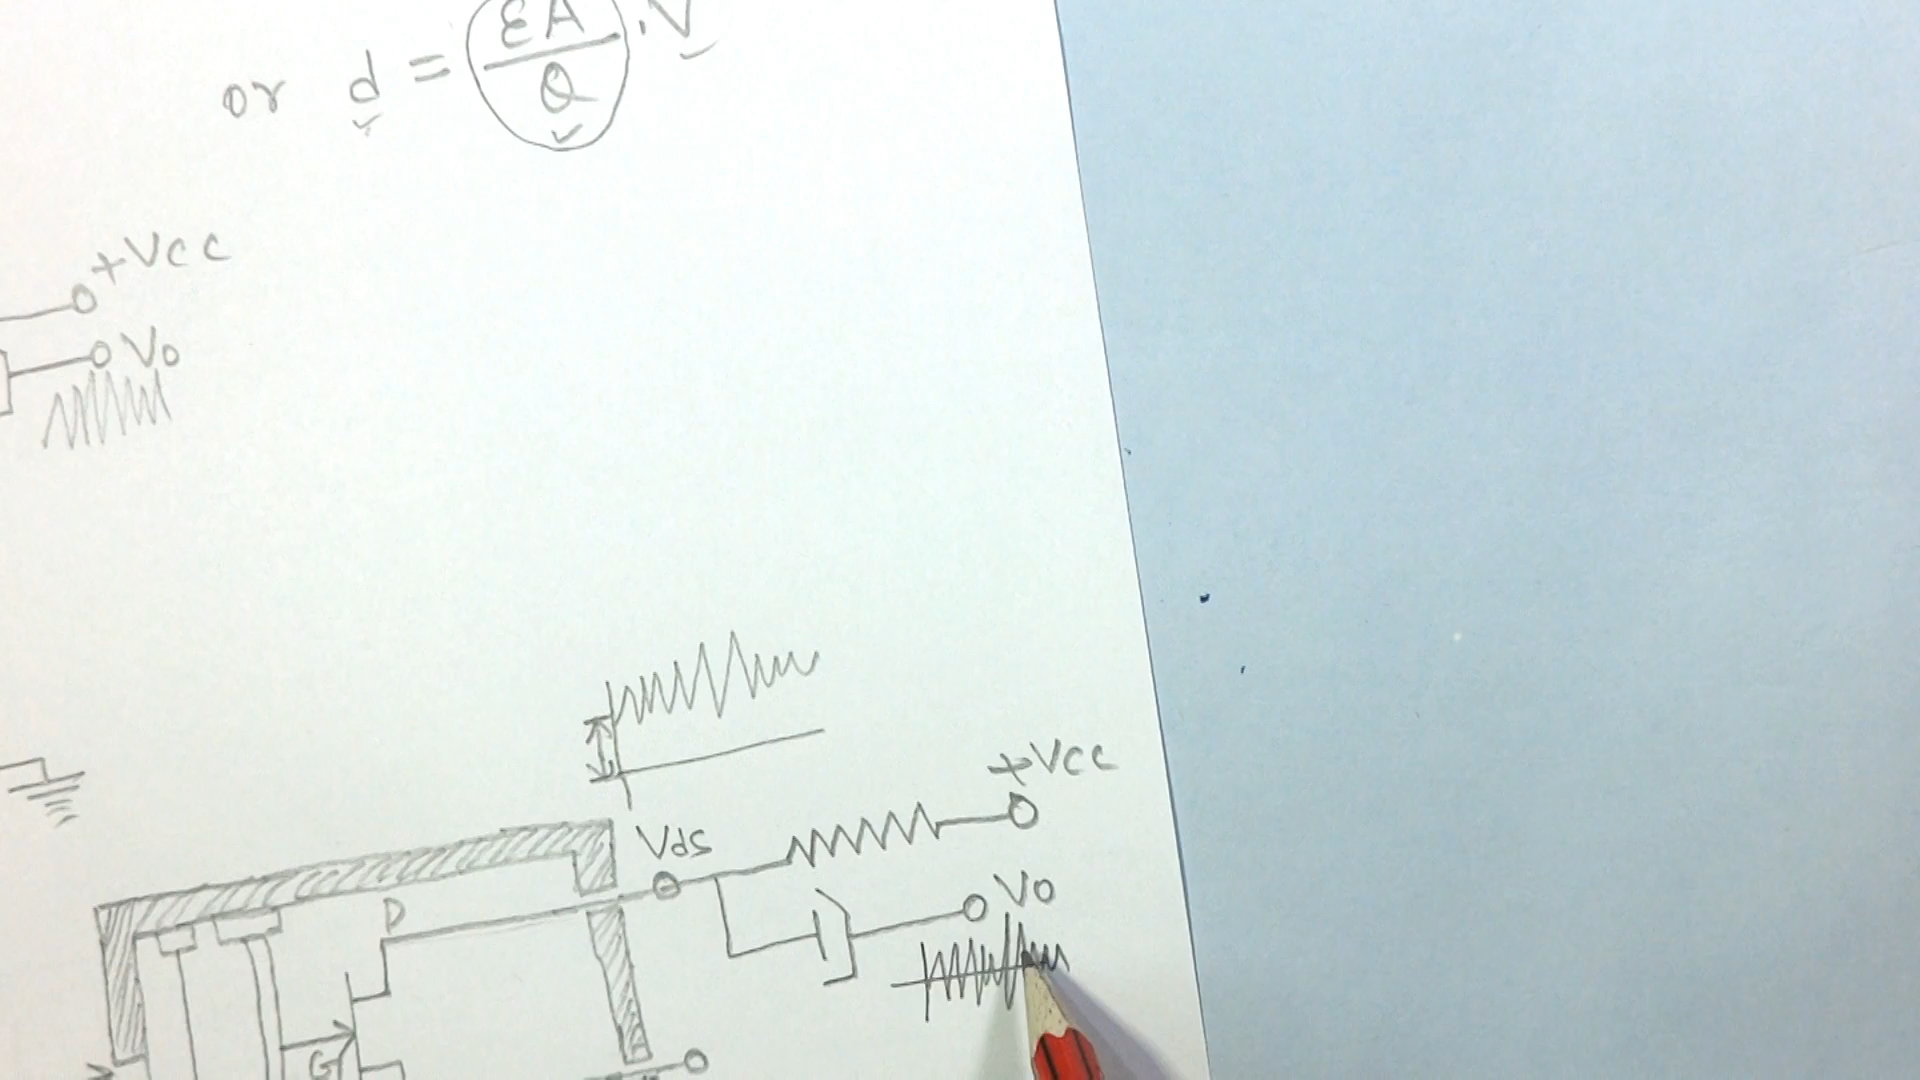 or d = εA/Q . V
+Vcc
Vo
+Vcc
Vds
Vo
D
G